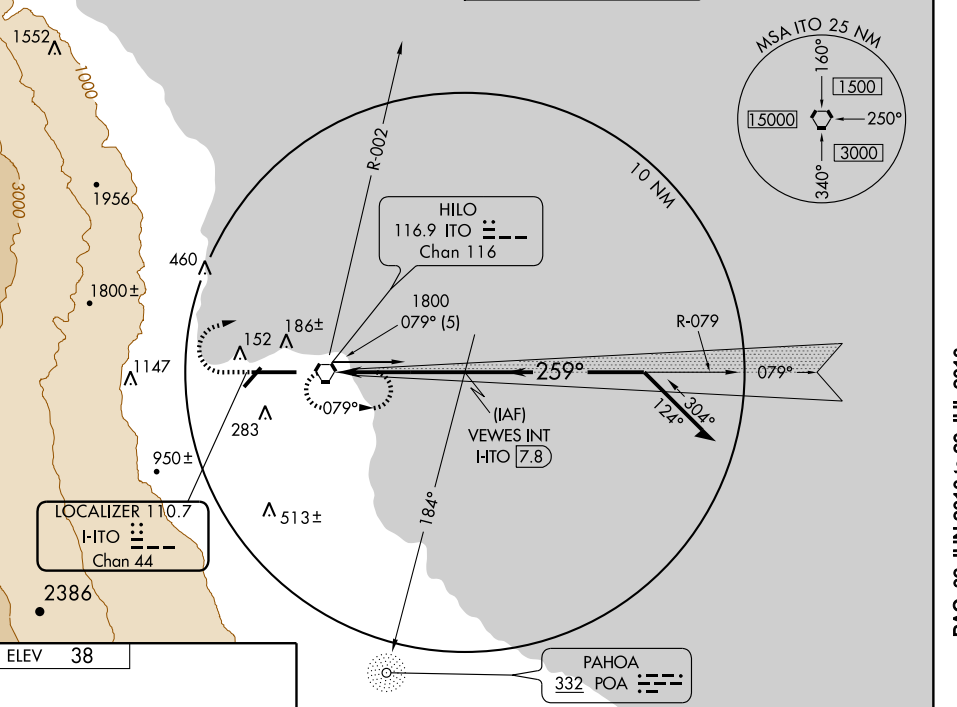 1552
1000
MSA ITO 25 NM
160°
1500
15000
250°
3000
340°
R-002
10 NM
3000
1956
HILO
116.9 ITO
Chan 116
460
1800±
1800
079° (5)
186±
152
R-079
1147
259°
079°
079°
(IAF)
VEWES INT
I-ITO 7.8
304°
124°
283
950±
184°
LOCALIZER 110.7
I-ITO
Chan 44
513±
2386
ELEV 38
PAHOA
332 POA